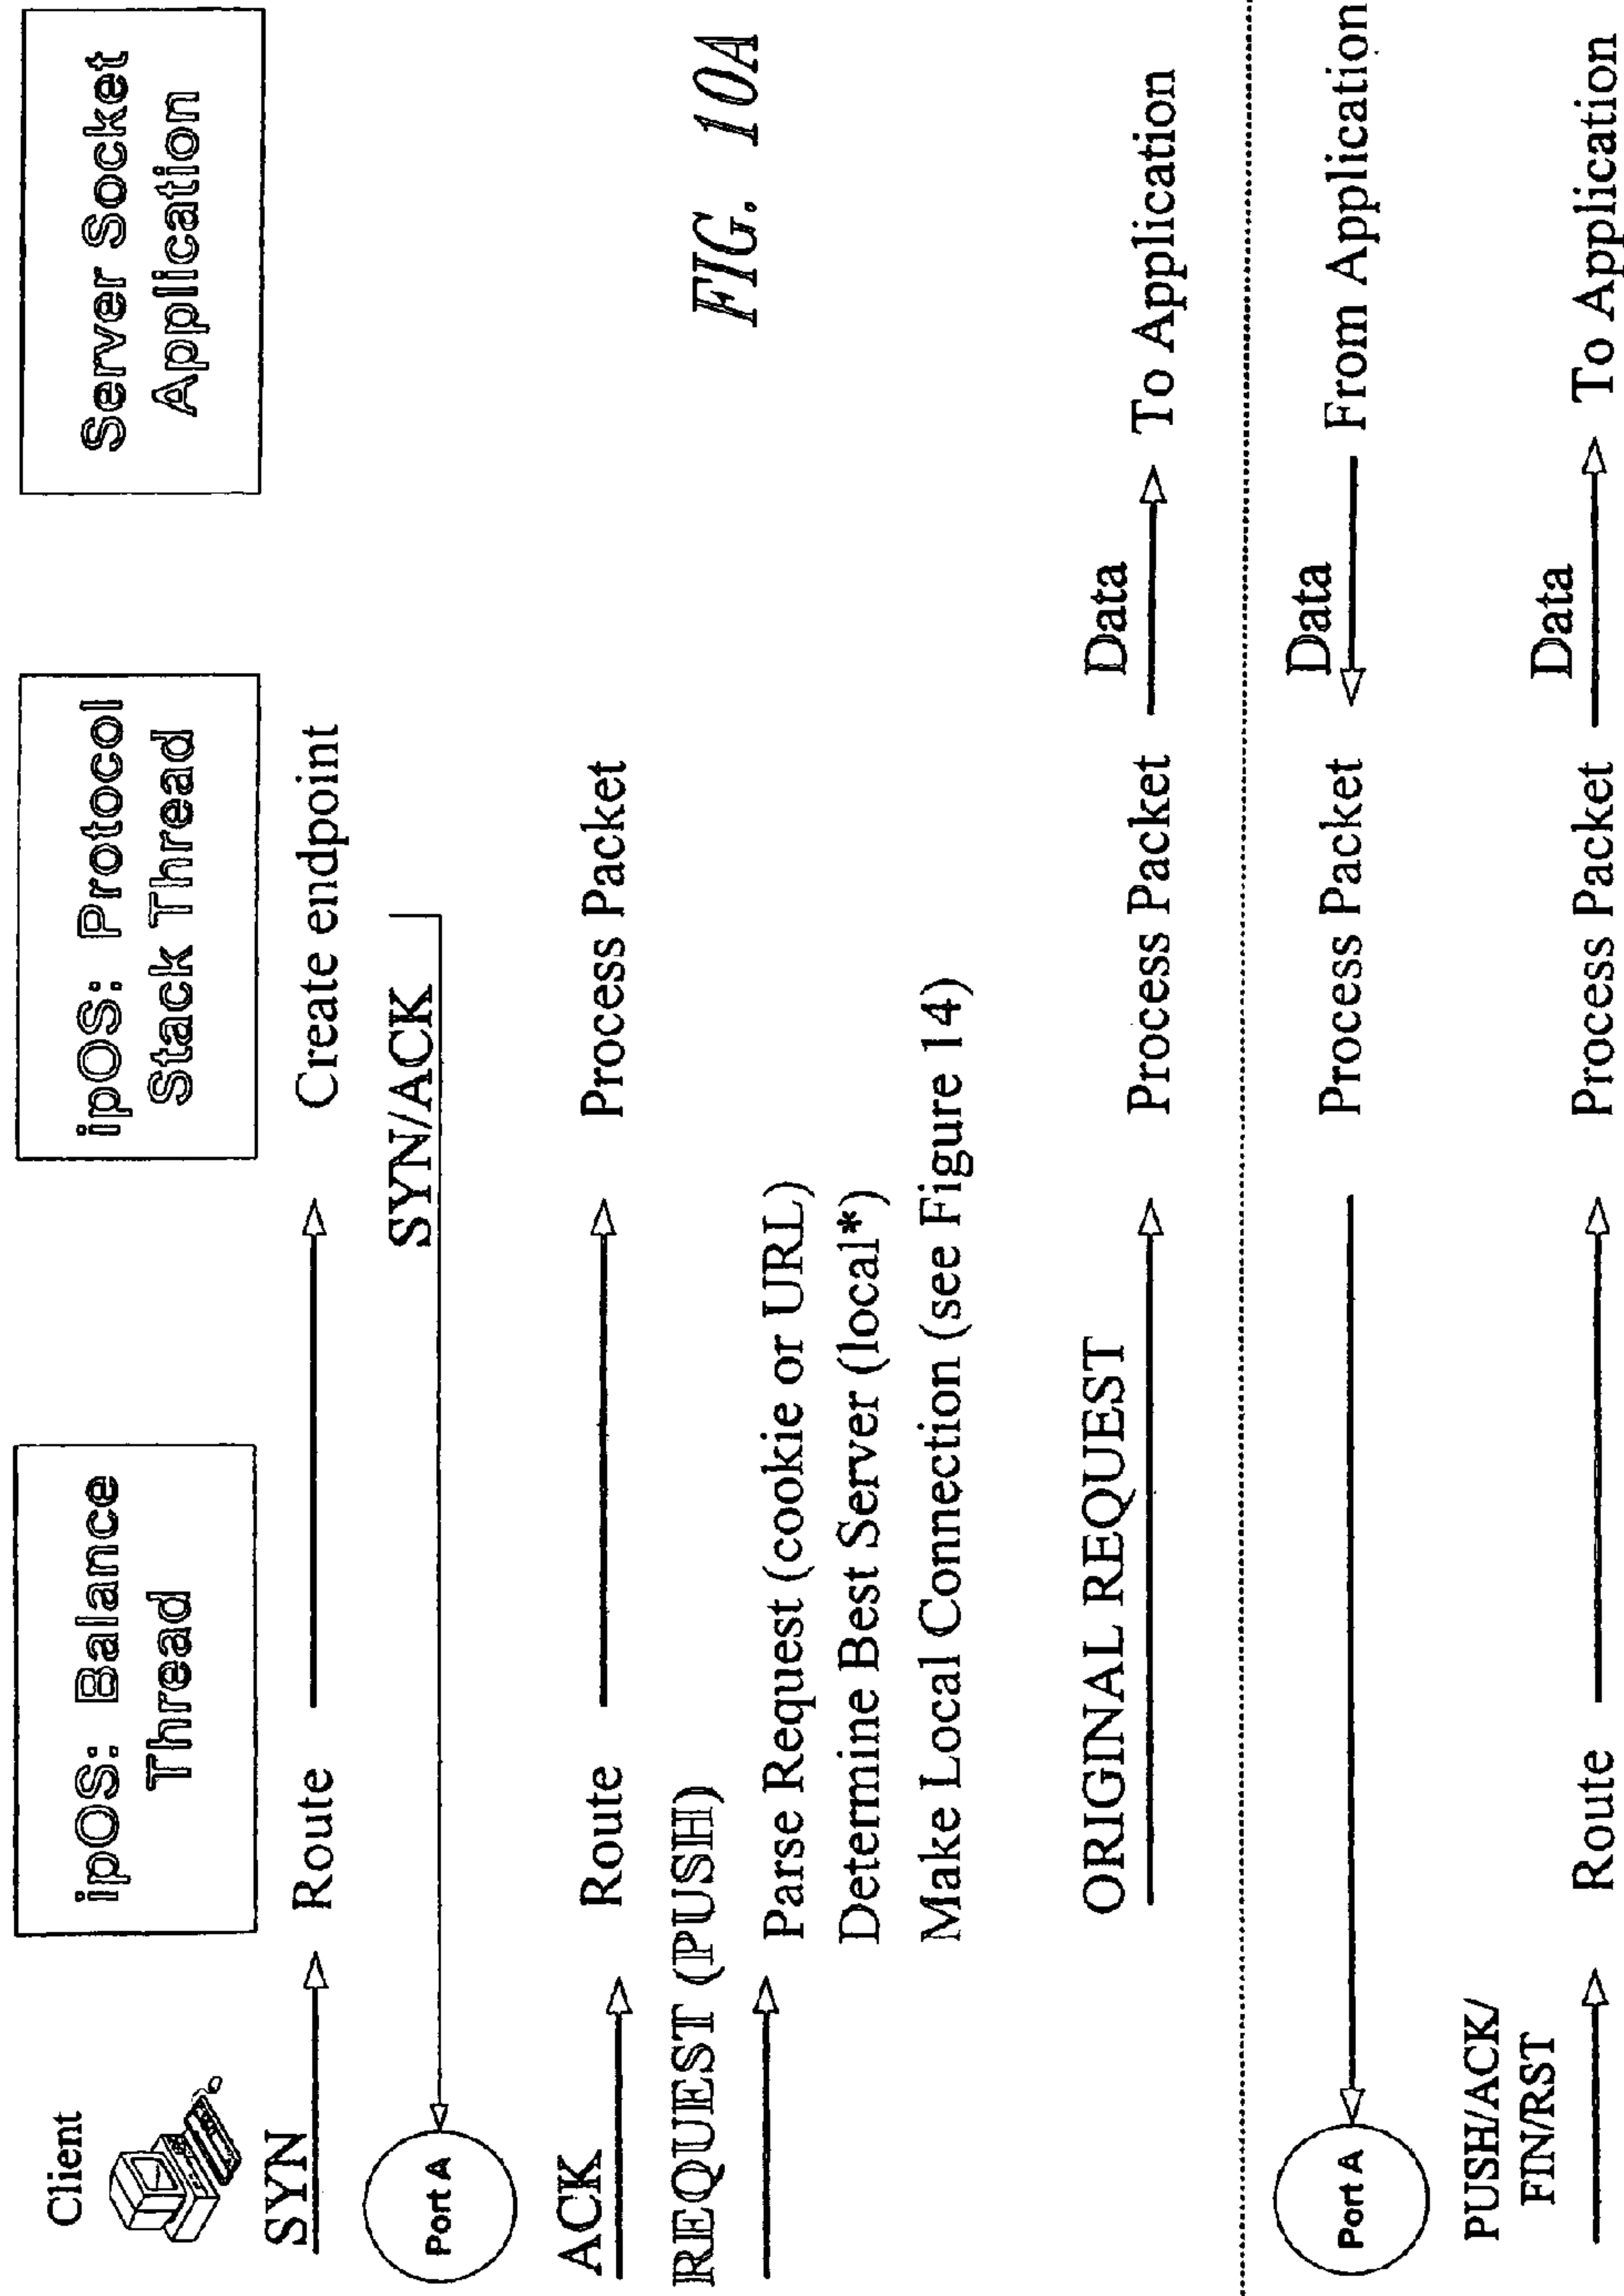 Client
ipOS: Balance
Thread
ipOS: Protocol
Stack Thread
Server Socket
Application
SYN
Route
Create endpoint
SYN/ACK
Port A
ACK
Route
Process Packet
REQUEST (PUSH)
Parse Request (cookie or URL)
Determine Best Server (local*)
Make Local Connection (see Figure 14)
FIG. 10A
ORIGINAL REQUEST
Process Packet
Data
To Application
Port A
Process Packet
Data
From Application
PUSH/ACK/
FIN/RST
Route
Process Packet
Data
To Application